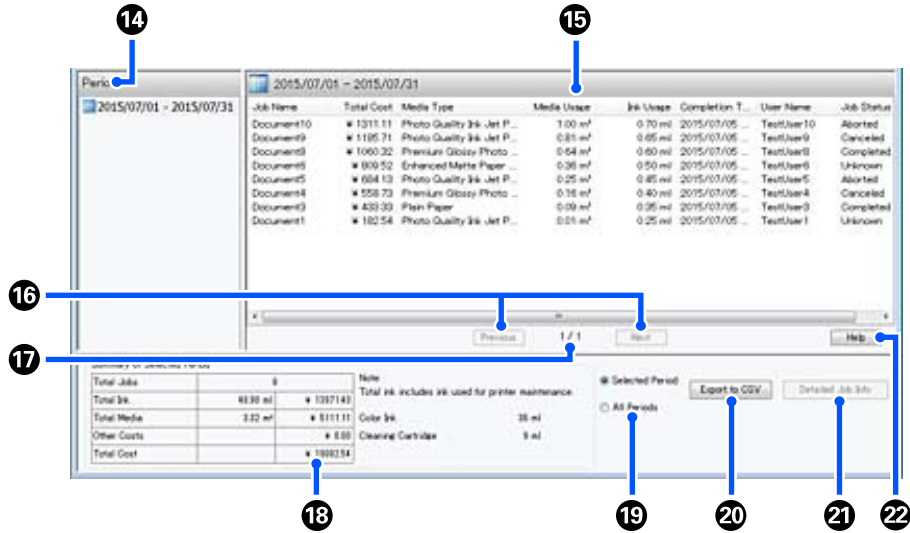 14 15
Perio
2015/07/01 - 2015/07/31
2015/07/01 - 2015/07/31
Job Name Total Cost Media Type Media Usage Ink Usage Completion T... User Name Job Status
Document10 ¥ 1311.11 Photo Quality Ink Jet P... 1.00 m² 0.70 ml 2015/07/05 ... TestUser10 Aborted
Document9 ¥ 1185.71 Photo Quality Ink Jet P... 0.81 m² 0.65 ml 2015/07/05 ... TestUser9 Canceled
Document8 ¥ 1060.32 Premium Glossy Photo ... 0.64 m² 0.60 ml 2015/07/05 ... TestUser8 Completed
¥ 809.52 Enhanced Matte Paper ... 0.36 m² 0.50 ml 2015/07/05 ... Unknown
Document5 ¥ 684.13 Photo Quality Ink Jet P... 0.25 m² 0.45 ml 2015/07/05 ... TestUser5 Aborted
Document4 ¥ 558.73 Premium Glossy Photo ... 0.16 m² 0.40 ml 2015/07/05 ... TestUser4 Canceled
Document3 ¥ 433.33 Plain Paper 0.09 m² 0.35 ml 2015/07/05 ... TestUser3 Completed
Document1 ¥ 182.54 Photo Quality Ink Jet P... 0.01 m² 0.25 ml 2015/07/05 ... TestUser1 Unknown
16
Previous 1 / 1 Next Help...
17
Summary of Selected Period
Total Jobs 8
Total Ink ml ¥
Total Media m² ¥ 5111.11
Other Costs ¥ 0.00
Total Cost ¥
Note
Total ink includes ink used for printer maintenance.
Color Ink ml
Cleaning Cartridge ml
Selected Period
All Periods
Export to CSV
Detailed Job Info
18 19 20 21 22